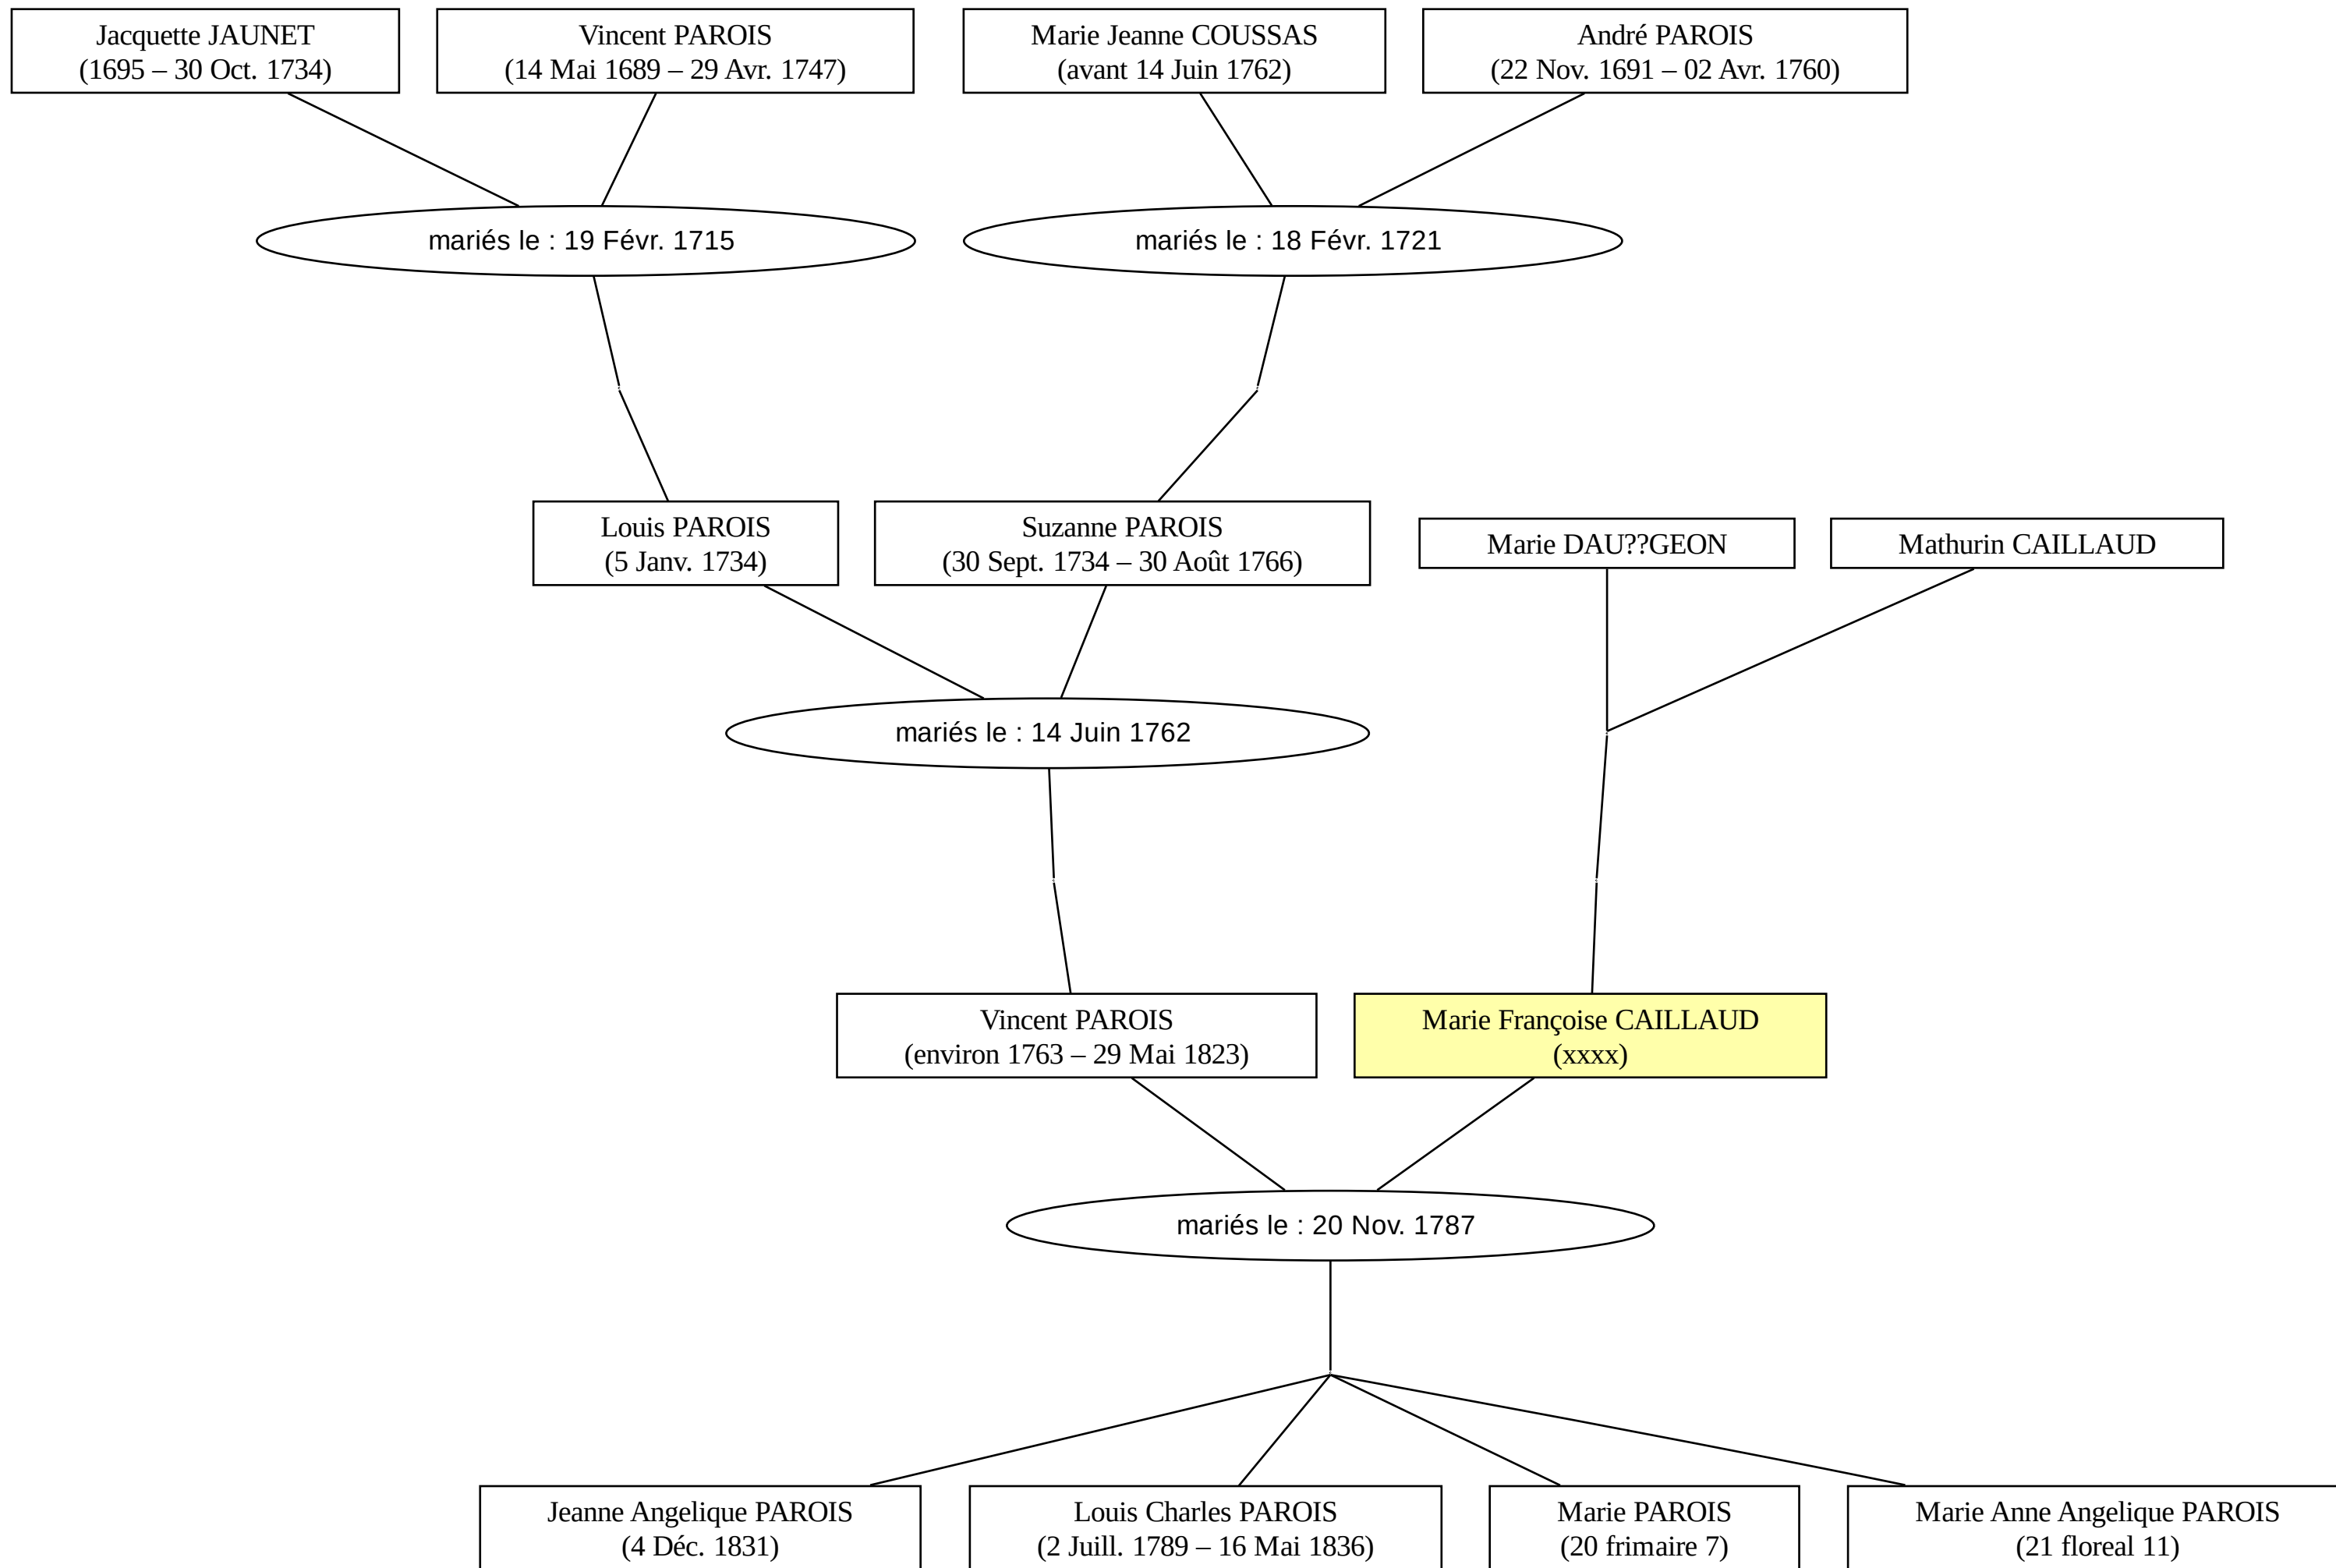 Jacquette JAUNET
(1695 – 30 Oct. 1734)
Vincent PAROIS
(14 Mai 1689 – 29 Avr. 1747)
Marie Jeanne COUSSAS
(avant 14 Juin 1762)
André PAROIS
(22 Nov. 1691 – 02 Avr. 1760)
mariés le : 19 Févr. 1715
mariés le : 18 Févr. 1721
Louis PAROIS
(5 Janv. 1734)
Suzanne PAROIS
(30 Sept. 1734 – 30 Août 1766)
Marie DAU??GEON
Mathurin CAILLAUD
mariés le : 14 Juin 1762
Vincent PAROIS
(environ 1763 – 29 Mai 1823)
Marie Françoise CAILLAUD
(xxxx)
mariés le : 20 Nov. 1787
Jeanne Angelique PAROIS
(4 Déc. 1831)
Louis Charles PAROIS
(2 Juill. 1789 – 16 Mai 1836)
Marie PAROIS
(20 frimaire 7)
Marie Anne Angelique PAROIS
(21 floreal 11)